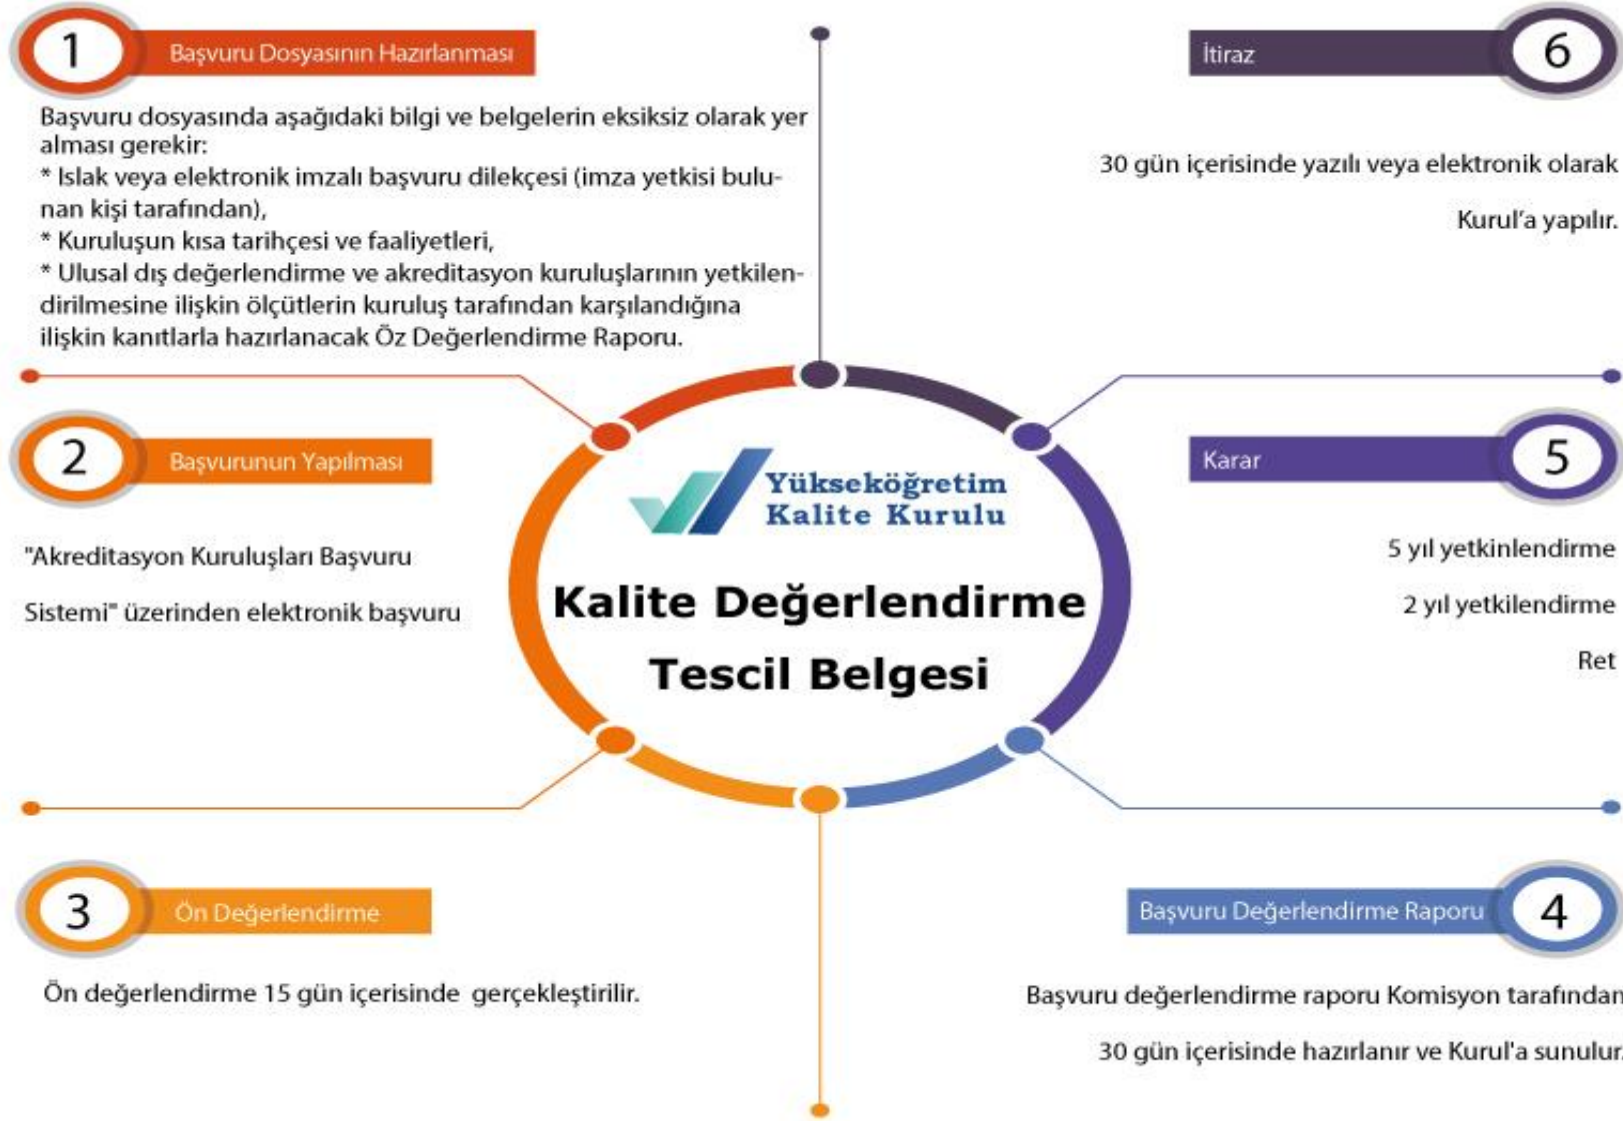 1
Başvuru Dosyasının Hazırlanması
Başvuru dosyasında aşağıdaki bilgi ve belgelerin eksiksiz olarak yer
alması gerekir:
* Islak veya elektronik imzalı başvuru dilekçesi (imza yetkisi bulu-
nan kişi tarafından),
* Kuruluşun kısa tarihçesi ve faaliyetleri,
* Ulusal dış değerlendirme ve akreditasyon kuruluşlarının yetkilen-
dirilmesine ilişkin ölçütlerin kuruluş tarafından karşılandığına
ilişkin kanıtlarla hazırlanacak Öz Değerlendirme Raporu.
2
Başvurunun Yapılması
"Akreditasyon Kuruluşları Başvuru
Sistemi" üzerinden elektronik başvuru
3
Ön Değerlendirme
Ön değerlendirme 15 gün içerisinde gerçekleştirilir.
Yükseköğretim
Kalite Kurulu
Kalite Değerlendirme
Tescil Belgesi
Başvuru Değerlendirme Raporu
4
Başvuru değerlendirme raporu Komisyon tarafından
30 gün içerisinde hazırlanır ve Kurul'a sunulur.
Karar
5
5 yıl yetkinlendirme
2 yıl yetkilendirme
Ret
İtiraz
6
30 gün içerisinde yazılı veya elektronik olarak
Kurul'a yapılır.